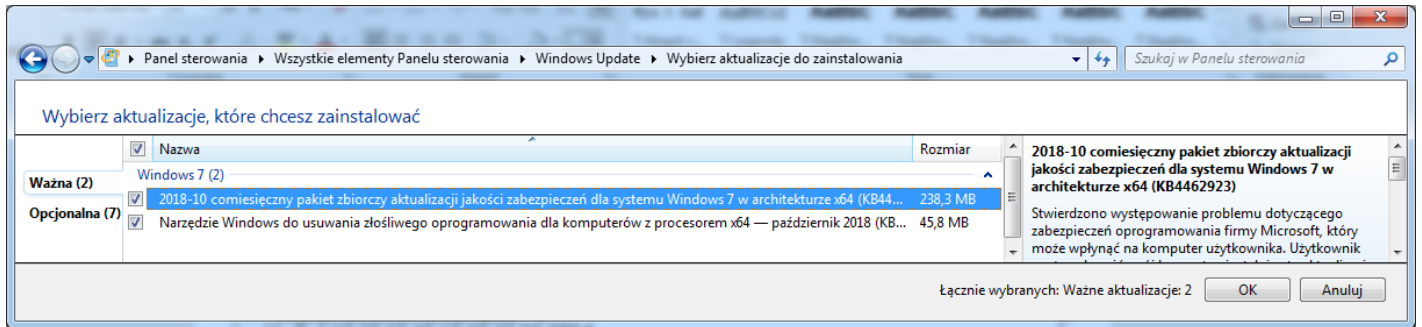 Panel sterowania ▸ Wszystkie elementy Panelu sterowania ▸ Windows Update ▸ Wybierz aktualizacje do zainstalowania
Szukaj w Panelu sterowania
Wybierz aktualizacje, które chcesz zainstalować
Nazwa
Rozmiar
Ważna (2)
Opcjonalna (7)
Windows 7 (2)
2018-10 comiesięczny pakiet zbiorczy aktualizacji jakości zabezpieczeń dla systemu Windows 7 w architekturze x64 (KB44... 238,3 MB
Narzędzie Windows do usuwania złośliwego oprogramowania dla komputerów z procesorem x64 — październik 2018 (KB... 45,8 MB
2018-10 comiesięczny pakiet zbiorczy aktualizacji
jakości zabezpieczeń dla systemu Windows 7 w
architekturze x64 (KB4462923)
Stwierdzono występowanie problemu dotyczącego
zabezpieczeń oprogramowania firmy Microsoft, który
może wpłynąć na komputer użytkownika. Użytkownik
Łącznie wybranych: Ważne aktualizacje: 2
OK
Anuluj